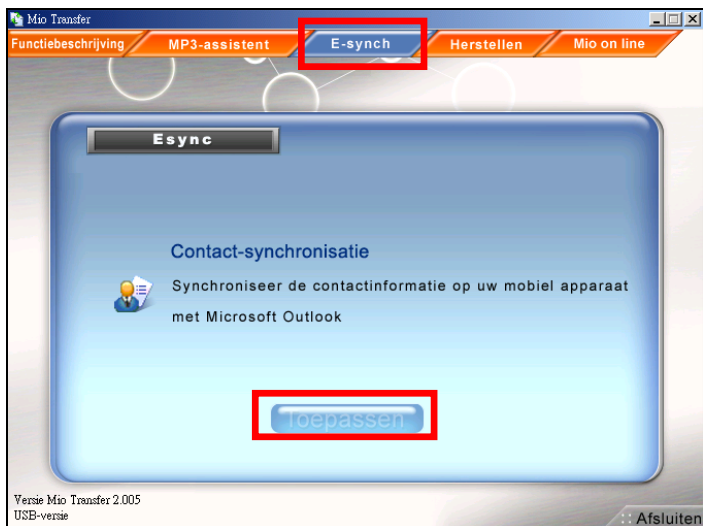 Mio Transfer
Functiebeschrijving MP3-assistent E-synch Herstellen Mio on line
Esync
Contact-synchronisatie
Synchroniseer de contactinformatie op uw mobiel apparaat
met Microsoft Outlook
Toepassen
Versie Mio Transfer 2.005
USB-versie
:: Afsluiten